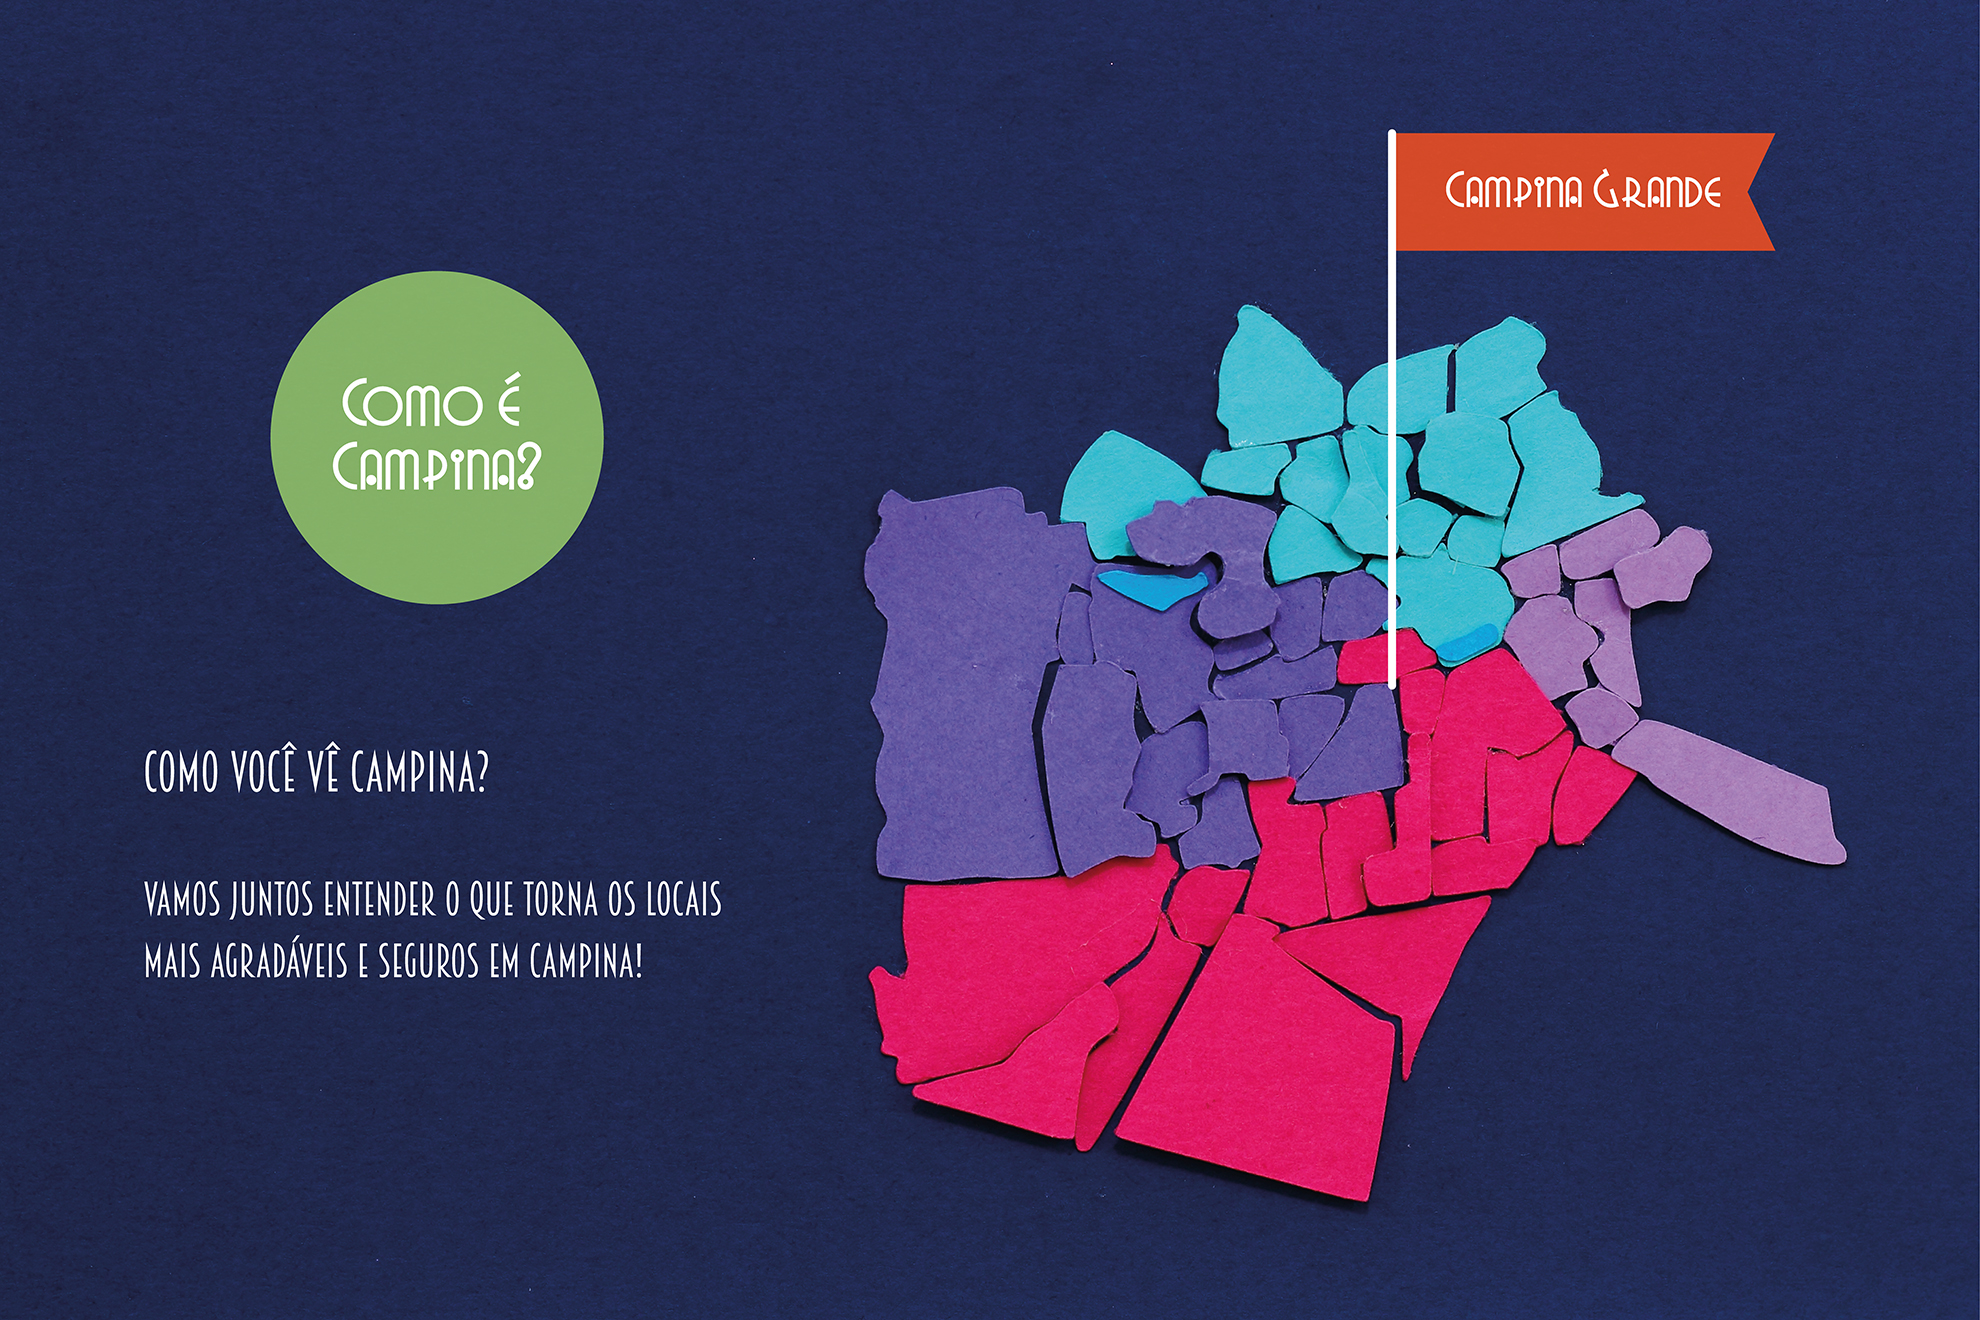 Campina Grande
Como é
Campina?
COMO VOCÊ VÊ CAMPINA?
VAMOS JUNTOS ENTENDER O QUE TORNA OS LOCAIS
MAIS AGRADÁVEIS E SEGUROS EM CAMPINA!